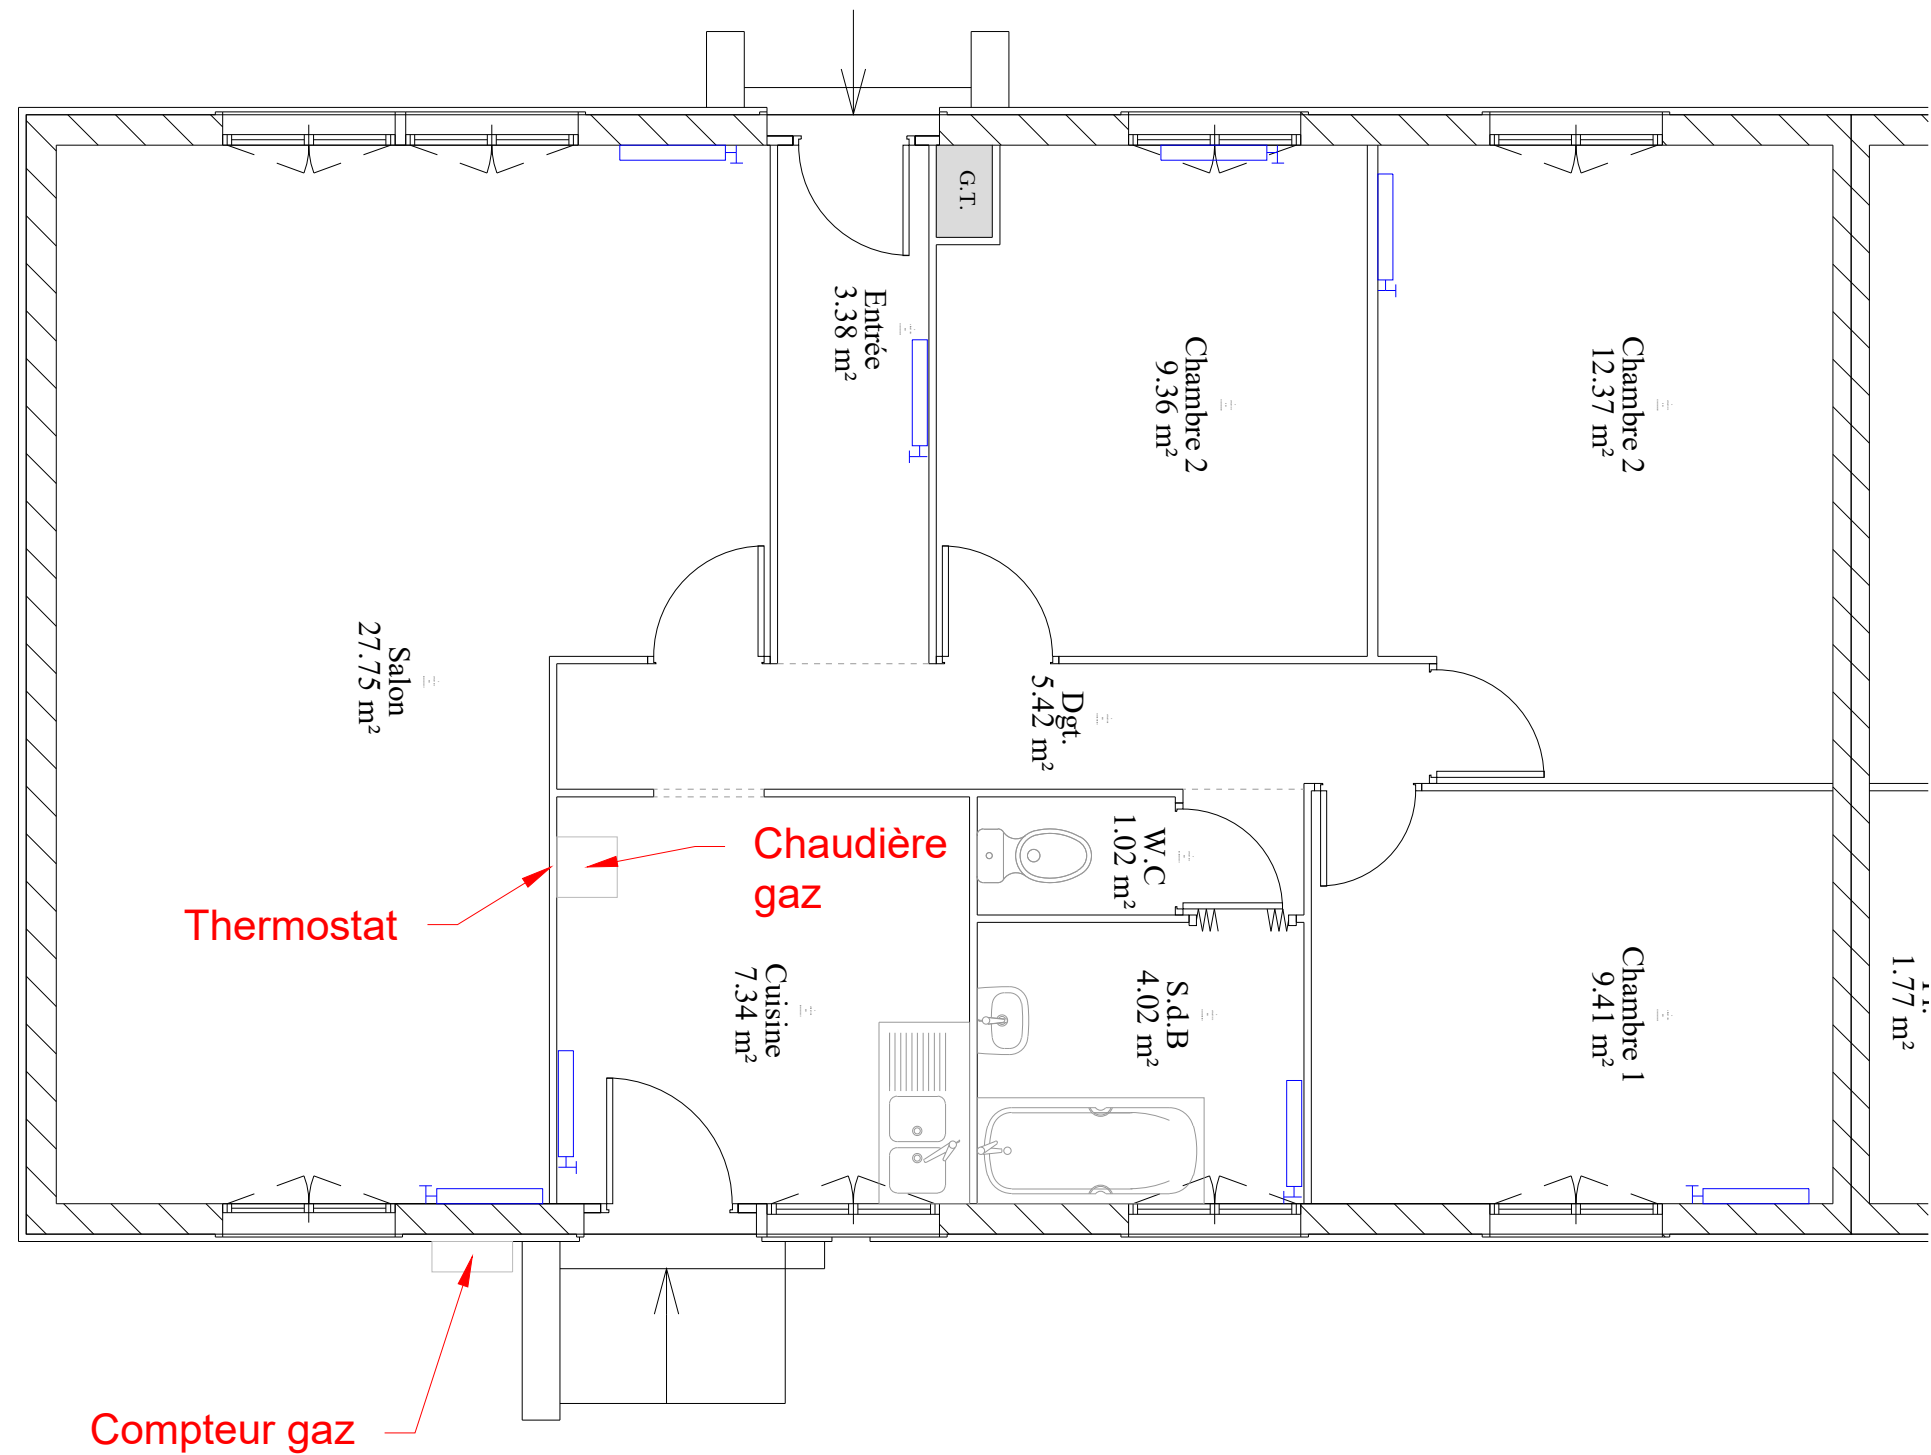 G.T.
Entrée
3.38 m²
Chambre 2
9.36 m²
Chambre 2
12.37 m²
Salon
27.75 m²
Dgt.
5.42 m²
Chaudière
gaz
Thermostat
W.C
1.02 m²
Cuisine
7.34 m²
S.d.B
4.02 m²
Chambre 1
9.41 m²
1.77 m²
Compteur gaz